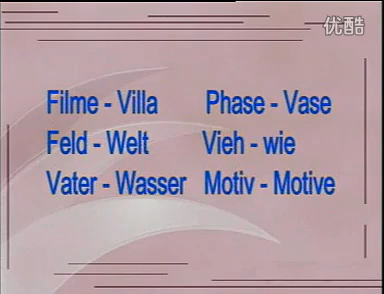 优酷
Filme - Villa Phase - Vase
Feld - Welt Vieh - wie
Vater - Wasser Motiv - Motive